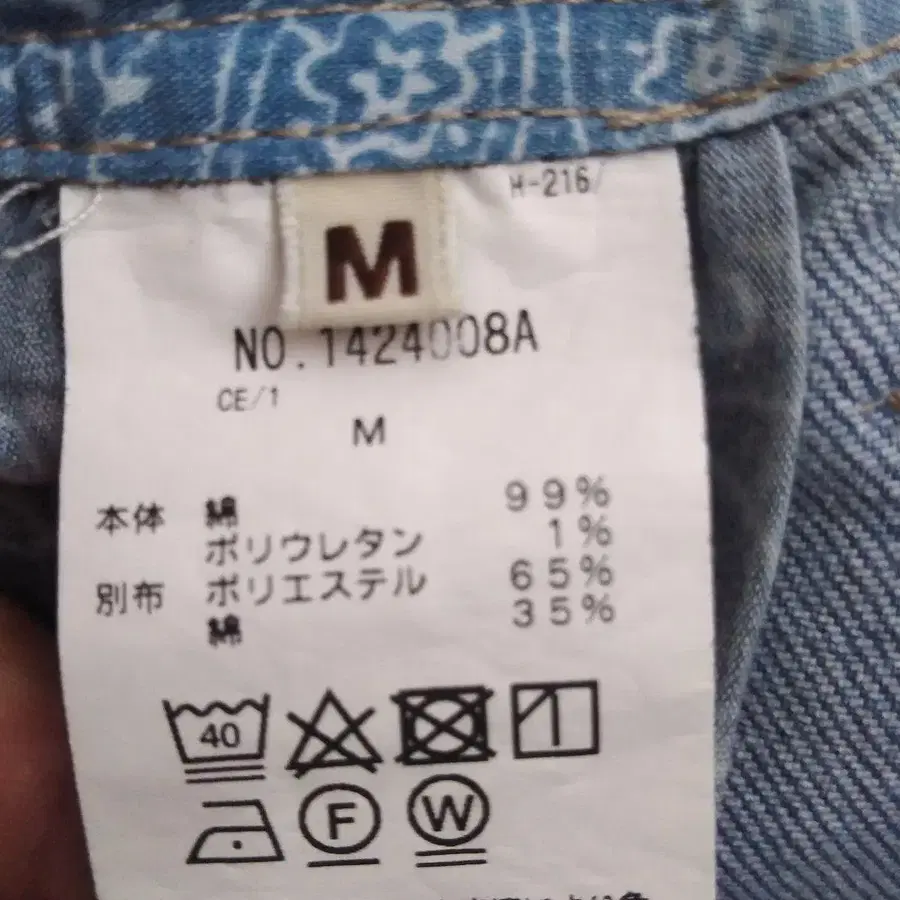 H-216/
M
NO.1424008A
CE/1
M
本体 綿 99%
ポリウレタン 1%
別布 ポリエステル 65%
綿 35%
40
F
W